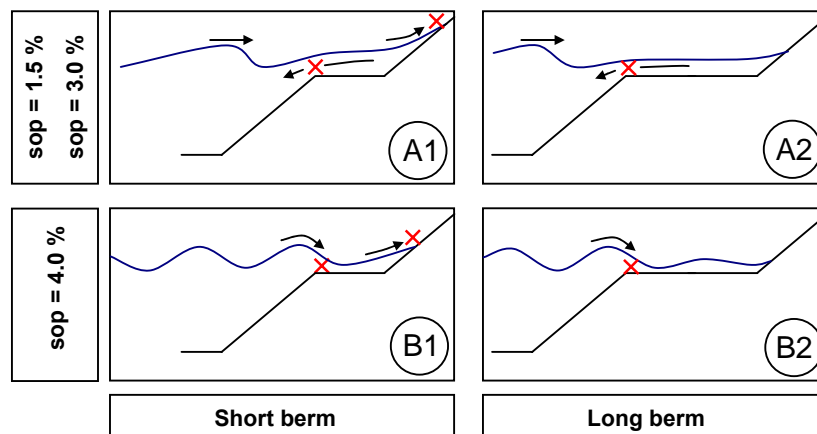 sop = 1.5 %
sop = 3.0 %
A1
A2
sop = 4.0 %
B1
B2
Short berm
Long berm